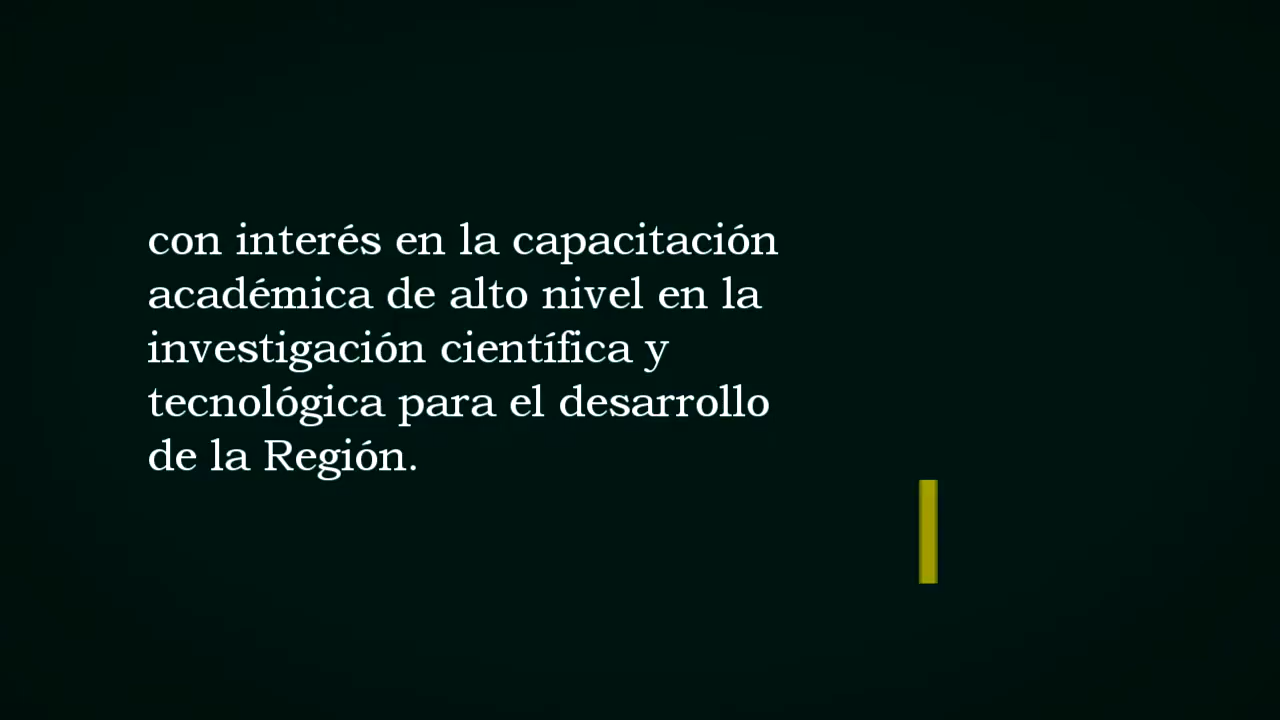 con interés en la capacitación
académica de alto nivel en la
investigación científica y
tecnológica para el desarrollo
de la Región.